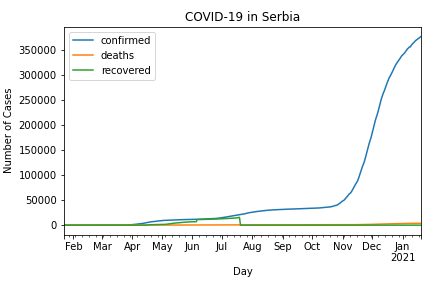 COVID-19 in Serbia
confirmed
deaths
recovered
Number of Cases
350000
300000
250000
200000
150000
100000
50000
0
Feb Mar Apr May Jun Jul Aug Sep Oct Nov Dec Jan
2021
Day